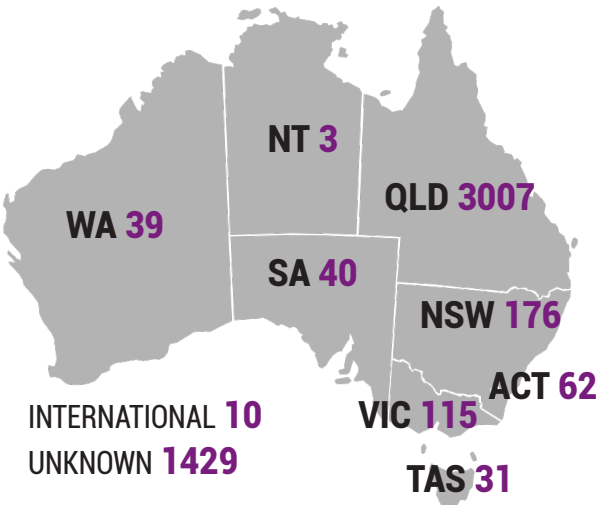 NT 3
QLD 3007
WA 39
SA 40
NSW 176
ACT 62
VIC 115
INTERNATIONAL 10
UNKNOWN 1429
TAS 31